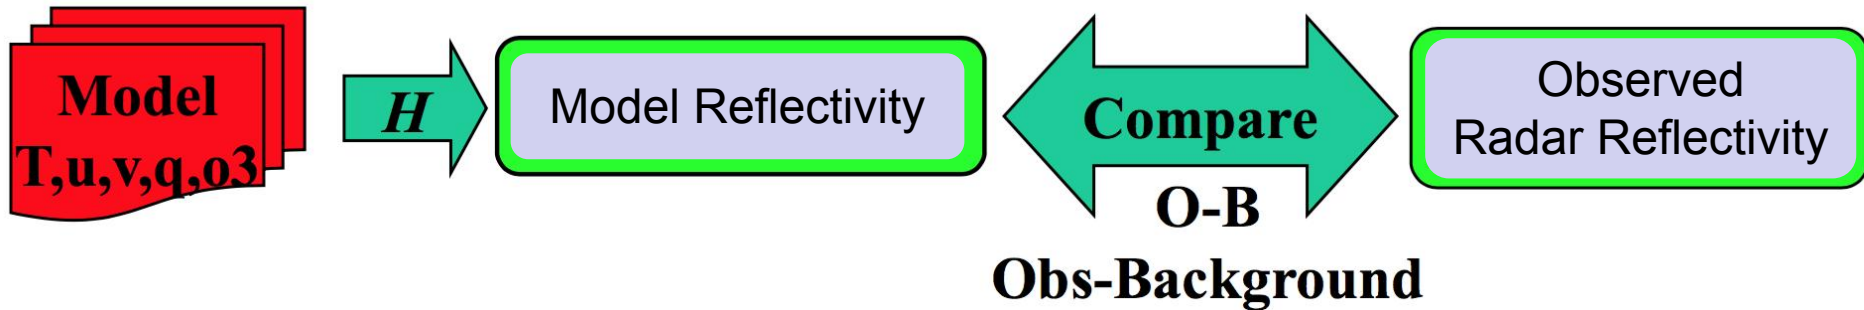 Model
T,u,v,q,o3
H
Model Reflectivity
Compare
O-B
Obs-Background
Observed
Radar Reflectivity